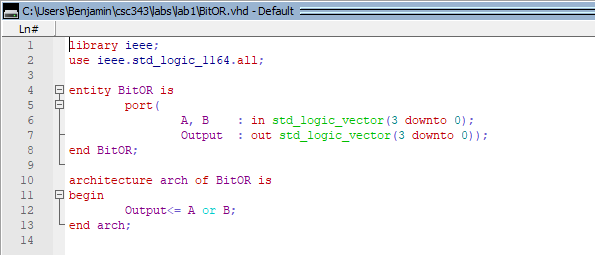 C:\Users\Benjamin\csc343\labs\lab1\BitOR.vhd - Default
Ln#
1 library ieee;
2 use ieee.std_logic_1164.all;
3
4 entity BitOR is
5 port(
6 A, B : in std_logic_vector(3 downto 0);
7 Output : out std_logic_vector(3 downto 0));
8 end BitOR;
9
10 architecture arch of BitOR is
11 begin
12 Output<= A or B;
13 end arch;
14